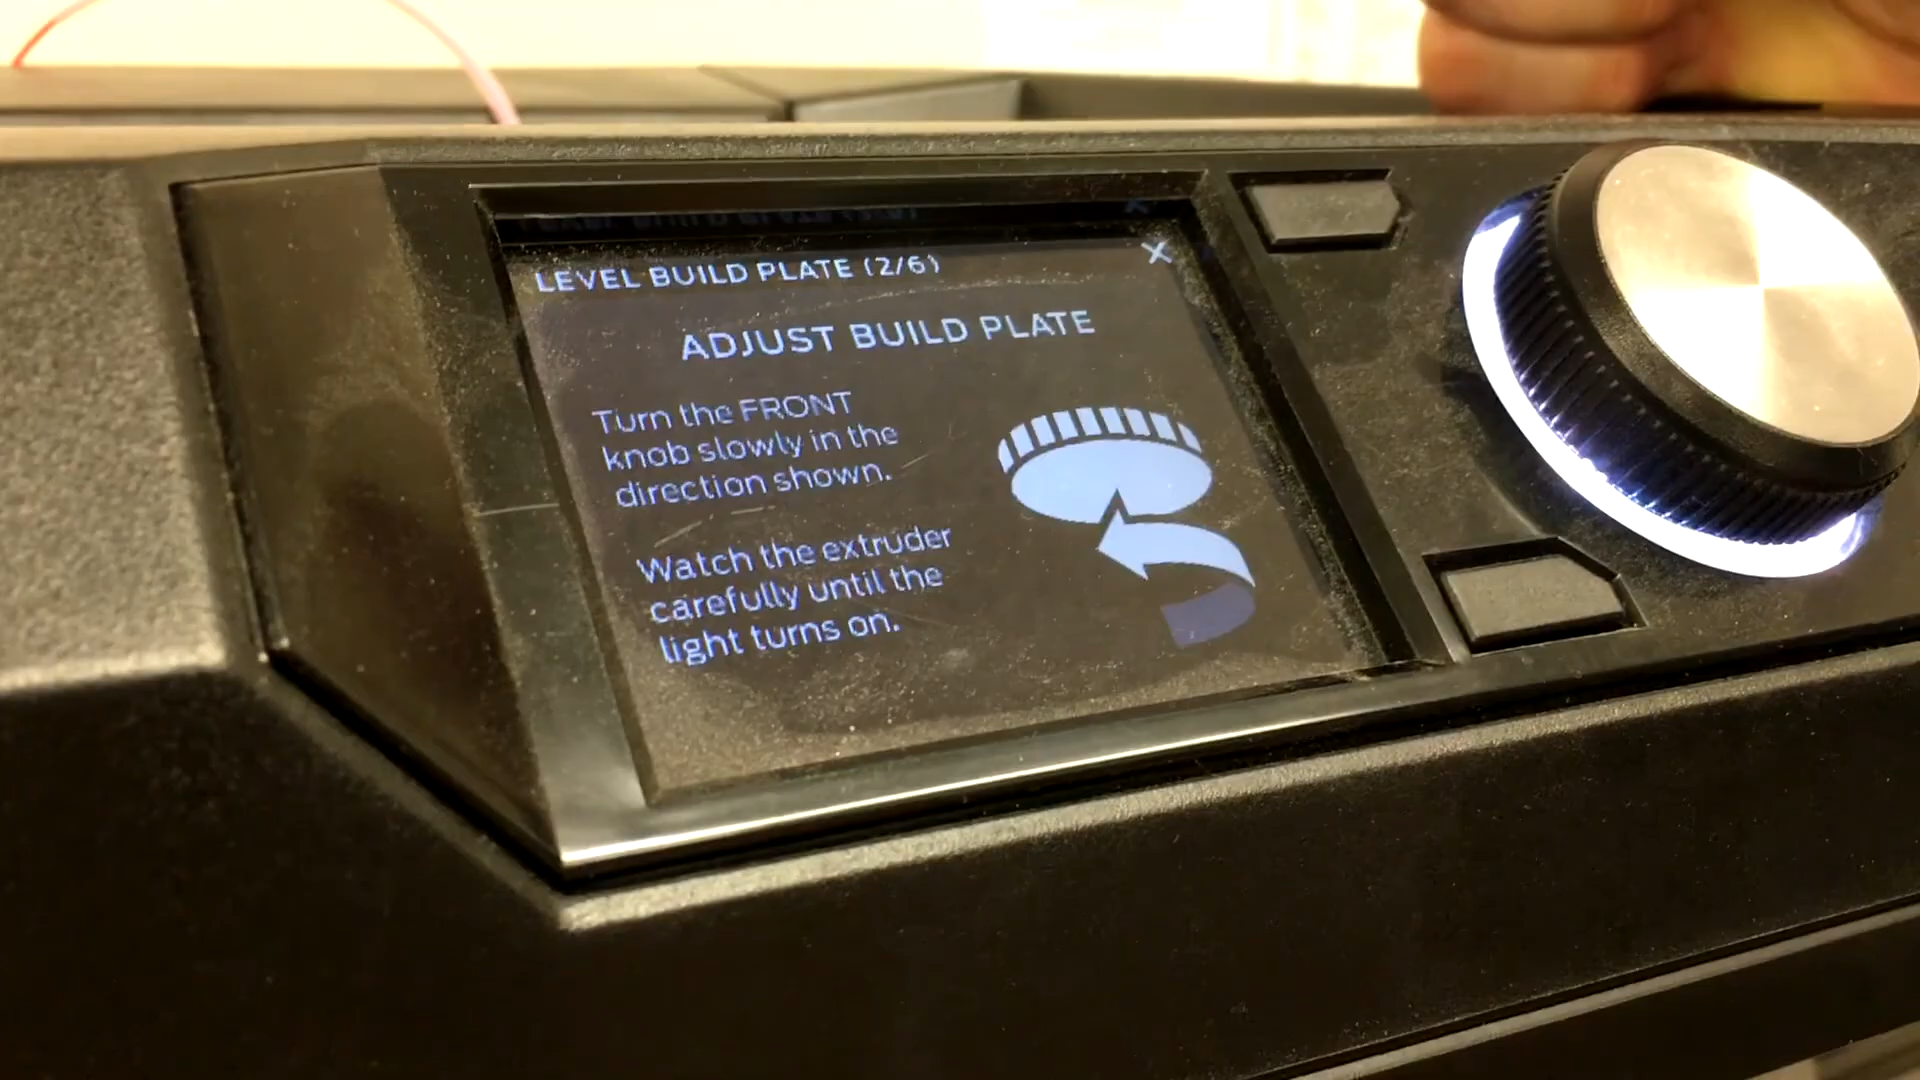 LEVEL BUILD PLATE (2/6)
ADJUST BUILD PLATE
Turn the FRONT
knob slowly in the
direction shown.
Watch the extruder
carefully until the
light turns on.